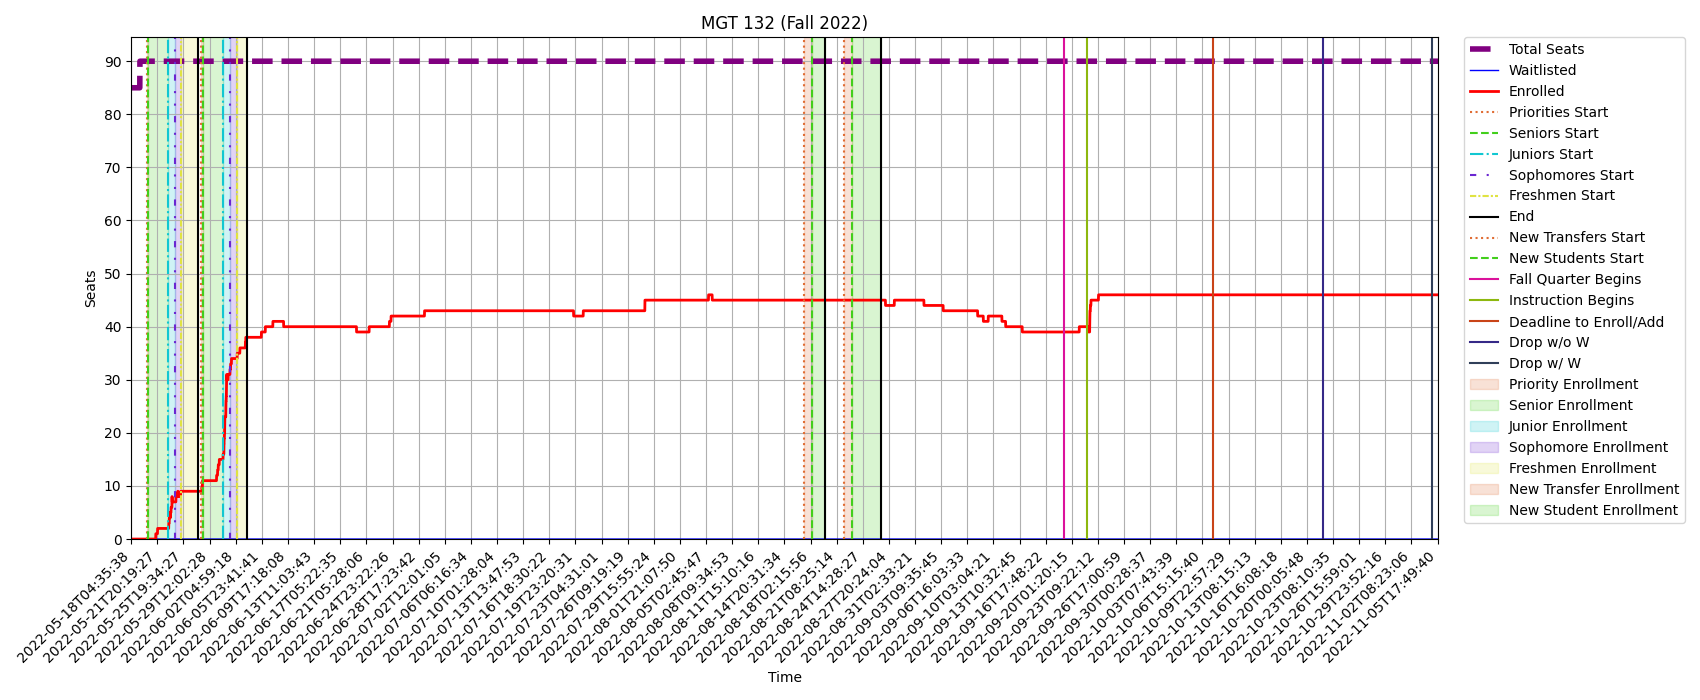 MGT 132 (Fall 2022)
Seats
90
80
70
60
50
40
30
20
10
0
2022-05-18T04:35:38
2022-05-21T20:19:27
2022-05-25T19:34:27
2022-05-29T12:02:28
2022-06-02T04:59:18
2022-06-05T23:41:41
2022-06-09T17:18:08
2022-06-13T11:03:43
2022-06-17T05:22:35
2022-06-21T05:28:06
2022-06-24T23:22:26
2022-06-28T17:23:42
2022-07-02T12:01:05
2022-07-06T06:16:34
2022-07-10T01:28:04
2022-07-13T13:47:53
2022-07-16T18:30:22
2022-07-19T23:20:31
2022-07-23T04:31:01
2022-07-26T09:19:19
2022-07-29T15:55:24
2022-08-01T21:07:50
2022-08-05T02:45:47
2022-08-08T09:34:53
2022-08-11T15:10:16
2022-08-14T20:31:34
2022-08-18T02:15:56
2022-08-21T08:25:14
2022-08-24T14:28:27
2022-08-27T20:24:04
2022-08-31T02:33:21
2022-09-03T09:35:45
2022-09-06T16:03:33
2022-09-10T03:04:21
2022-09-13T10:32:45
2022-09-16T17:48:22
2022-09-20T01:20:15
2022-09-23T09:22:12
2022-09-26T17:00:59
2022-09-30T00:28:37
2022-10-03T07:43:39
2022-10-06T15:15:40
2022-10-09T22:57:29
2022-10-13T08:15:13
2022-10-16T16:08:18
2022-10-20T00:05:48
2022-10-23T08:10:35
2022-10-26T15:59:01
2022-10-29T23:52:16
2022-11-02T08:23:06
2022-11-05T17:49:40
Time
Total Seats
Waitlisted
Enrolled
Priorities Start
Seniors Start
Juniors Start
Sophomores Start
Freshmen Start
End
New Transfers Start
New Students Start
Fall Quarter Begins
Instruction Begins
Deadline to Enroll/Add
Drop w/o W
Drop w/ W
Priority Enrollment
Senior Enrollment
Junior Enrollment
Sophomore Enrollment
Freshmen Enrollment
New Transfer Enrollment
New Student Enrollment